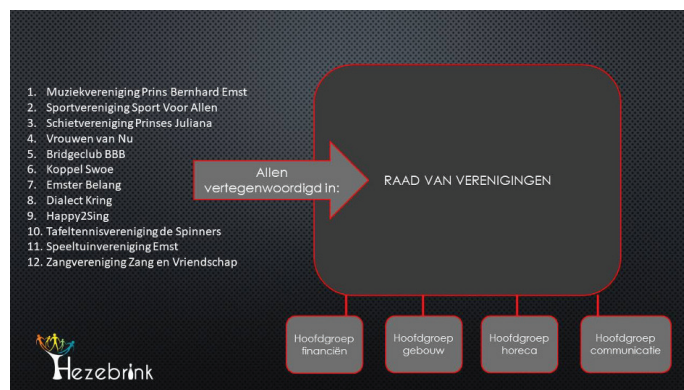 1. Muziekvereniging Prins Bernhard Emst
2. Sportvereniging Sport Voor Allen
3. Schietvereniging Prinses Juliana
4. Vrouwen van Nu
5. Bridgeclub BBB
6. Koppel Swoe
7. Emster Belang
8. Dialect Kring
9. Happy2Sing
10. Tafeltennisvereniging de Spinners
11. Speeltuinvereniging Emst
12. Zangvereniging Zang en Vriendschap
Allen
vertegenwoordigd in:
RAAD VAN VERENIGINGEN
Hoofdgroep
financiën
Hoofdgroep
gebouw
Hoofdgroep
horeca
Hoofdgroep
communicatie
Hezebrink